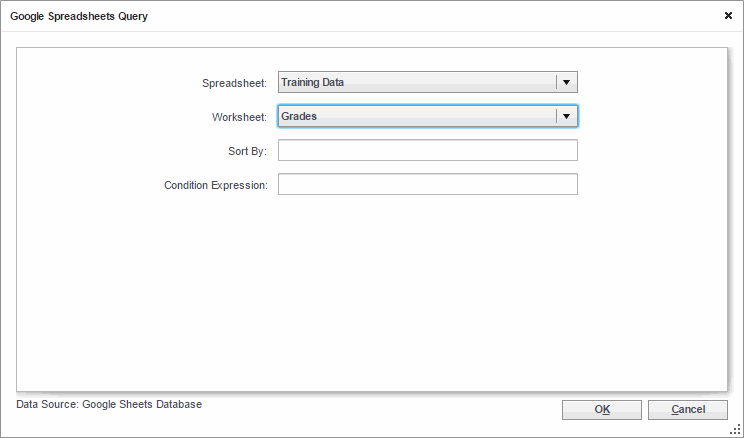 Google Spreadsheets Query
Spreadsheet: Training Data
Worksheet: Grades
Sort By:
Condition Expression:
Data Source: Google Sheets Database
OK Cancel